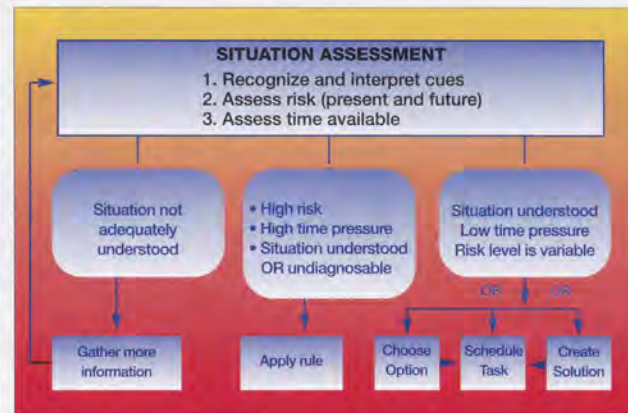 SITUATION ASSESSMENT
1. Recognize and interpret cues
2. Assess risk (present and future)
3. Assess time available
Situation not
adequately
understood
• High risk
• High time pressure
• Situation understood
OR undiagnosable
Situation understood
Low time pressure
Risk level is variable
OR
OR
Gather more
information
Apply rule
Choose
Option
Schedule
Task
Create
Solution